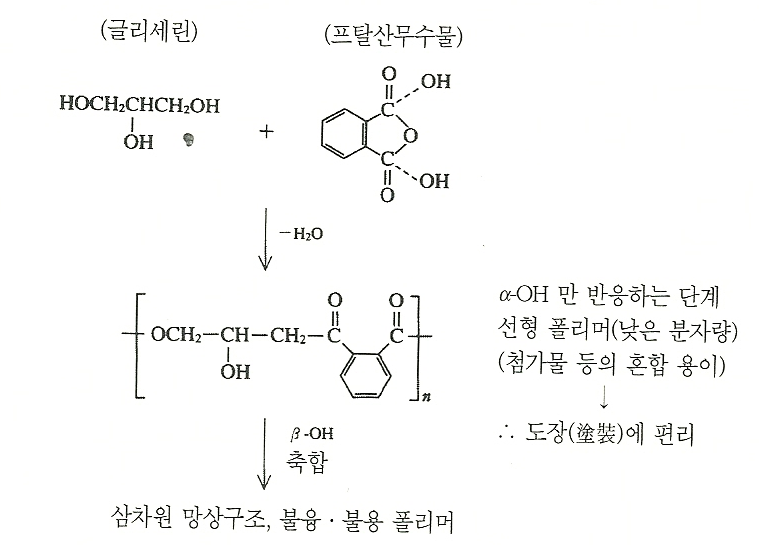 (글리세린)
(프탈산무수물)
HOCH₂CHCH₂OH
OH
+
O
C
OH
O
C
OH
O
−H₂O
O
O
OCH₂−CH−CH₂−C
C
OH
n
α-OH 만 반응하는 단계
선형 폴리머(낮은 분자량)
(첨가물 등의 혼합 용이)
↓
∴ 도장(塗裝)에 편리
β-OH
축합
삼차원 망상구조, 불융·불용 폴리머